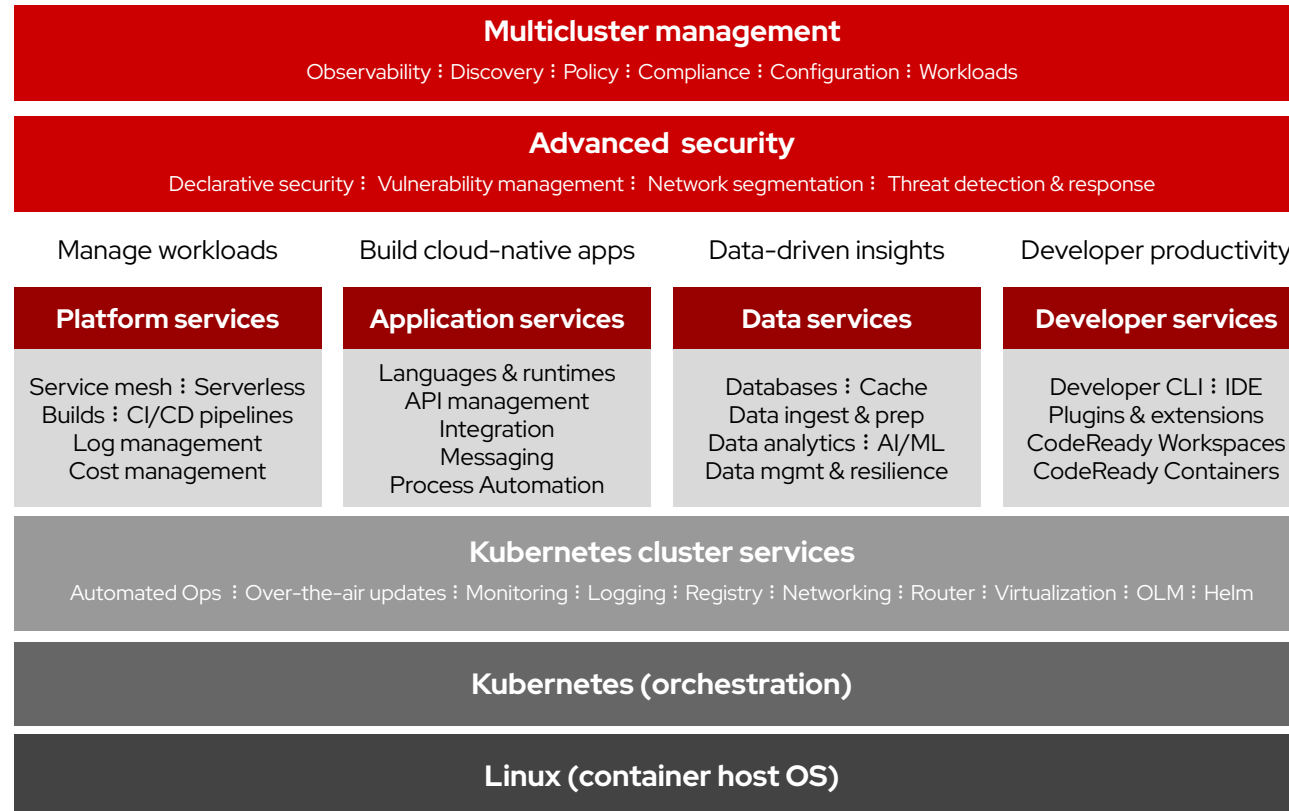 Multicluster management
Observability ⫶ Discovery ⫶ Policy ⫶ Compliance ⫶ Configuration ⫶ Workloads
Advanced security
Declarative security ⫶ Vulnerability management ⫶ Network segmentation ⫶ Threat detection & response
Manage workloads
Platform services
Service mesh ⫶ Serverless
Builds ⫶ CI/CD pipelines
Log management
Cost management
Build cloud-native apps
Application services
Languages & runtimes
API management
Integration
Messaging
Process Automation
Data-driven insights
Data services
Databases ⫶ Cache
Data ingest & prep
Data analytics ⫶ AI/ML
Data mgmt & resilience
Developer productivity
Developer services
Developer CLI ⫶ IDE
Plugins & extensions
CodeReady Workspaces
CodeReady Containers
Kubernetes cluster services
Automated Ops ⫶ Over-the-air updates ⫶ Monitoring ⫶ Logging ⫶ Registry ⫶ Networking ⫶ Router ⫶ Virtualization ⫶ OLM ⫶ Helm
Kubernetes (orchestration)
Linux (container host OS)